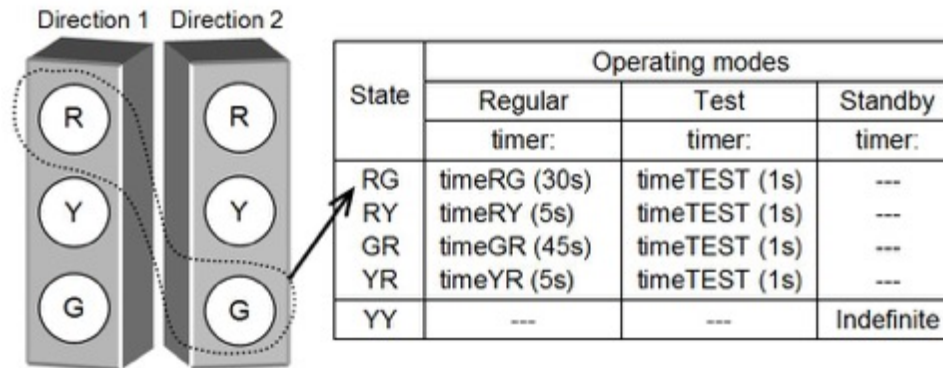 Direction 1 Direction 2
R R
Y Y
G G
State Operating modes
Regular Test Standby
timer: timer: timer:
RG timeRG (30s) timeTEST (1s) ---
RY timeRY (5s) timeTEST (1s) ---
GR timeGR (45s) timeTEST (1s) ---
YR timeYR (5s) timeTEST (1s) ---
YY --- --- Indefinite